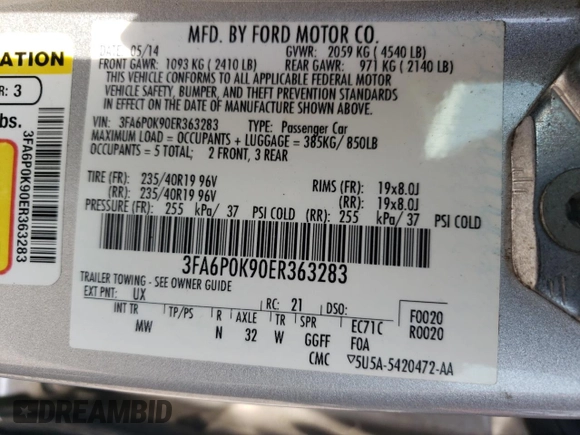 MFD. BY FORD MOTOR CO.
DATE: 05/14 GVWR: 2059 KG ( 4540 LB)
FRONT GAWR: 1093 KG ( 2410 LB) REAR GAWR: 971 KG ( 2140 LB)
THIS VEHICLE CONFORMS TO ALL APPLICABLE FEDERAL MOTOR
VEHICLE SAFETY, BUMPER, AND THEFT PREVENTION STANDARDS
IN EFFECT ON THE DATE OF MANUFACTURE SHOWN ABOVE.
VIN: 3FA6P0K90ER363283 TYPE: Passenger Car
MAXIMUM LOAD = OCCUPANTS + LUGGAGE = 385KG/ 850LB
OCCUPANTS = 5 TOTAL; 2 FRONT, 3 REAR
TIRE (FR): 235/40R19 96V RIMS (FR): 19x8.0J
(RR): 235/40R19 96V (RR): 19x8.0J
PRESSURE (FR): 255 kPa/ 37 PSI COLD (RR): 255 kPa/ 37 PSI COLD
3FA6P0K90ER363283
TRAILER TOWING - SEE OWNER GUIDE
EXT PNT: UX RC: 21 DSO: F0020
R0020
INT TR TP/PS R AXLE TR SPR EC71C
MW N 32 W GGFF F0A
CMC ▽5U5A-5420472-AA
ATION
R: 3
bs.
3FA6P0K90ER363283
DREAMBID